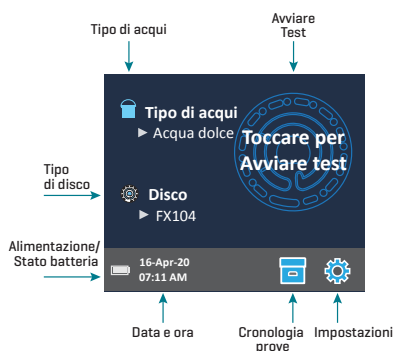 Tipo di acqui
Avviare
Test
Tipo di acqui
► Acqua dolce
Toccare per
Avviare test
Tipo
di disco
Disco
► FX104
Alimentazione/
Stato batteria
16-Apr-20
07:11 AM
Data e ora
Cronologia
prove
Impostazioni